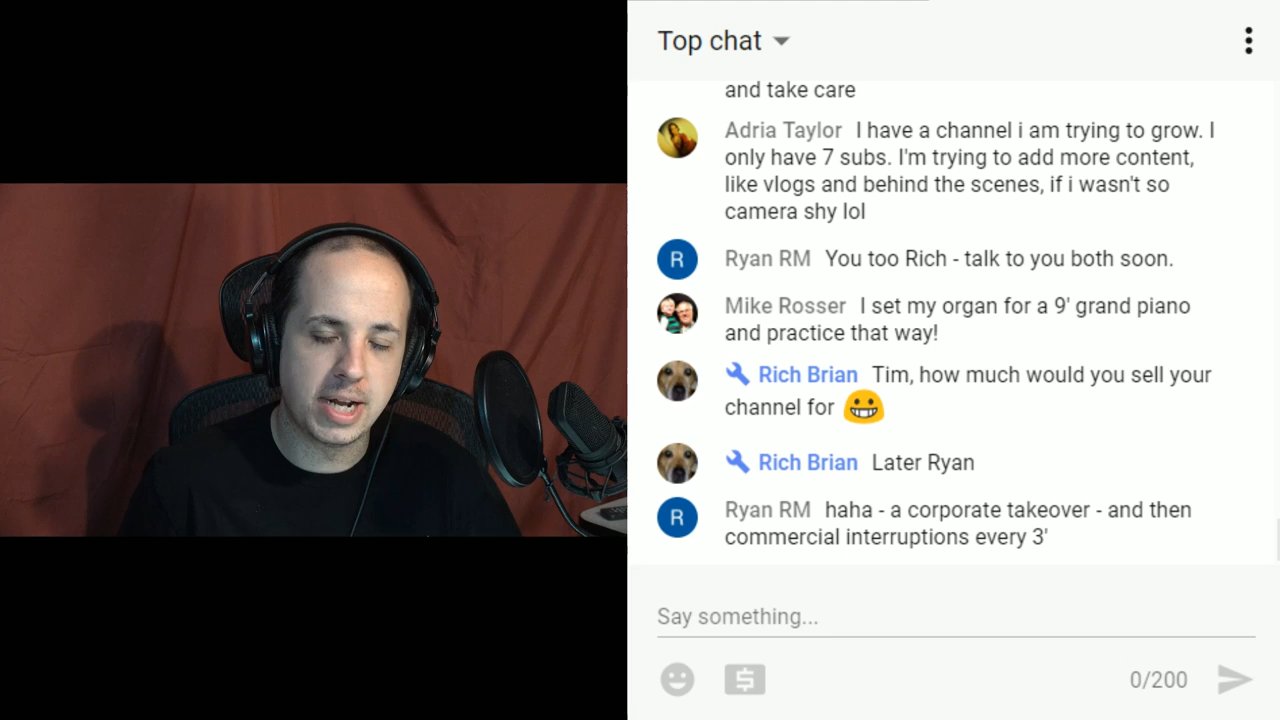 Top chat
and take care
Adria Taylor I have a channel i am trying to grow. I
only have 7 subs. I'm trying to add more content,
like vlogs and behind the scenes, if i wasn't so
camera shy lol
R
Ryan RM You too Rich - talk to you both soon.
Mike Rosser I set my organ for a 9' grand piano
and practice that way!
Rich Brian Tim, how much would you sell your
channel for
Rich Brian Later Ryan
R
Ryan RM haha - a corporate takeover - and then
commercial interruptions every 3'
Say something...
0/200